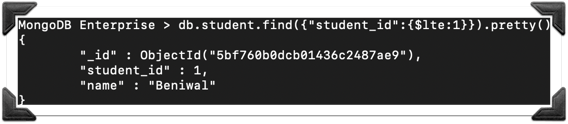 MongoDB Enterprise > db.student.find({"student_id":{$lte:1}}).pretty()
{
        "_id" : ObjectId("5bf760b0dcb01436c2487ae9"),
        "student_id" : 1,
        "name" : "Beniwal"
}